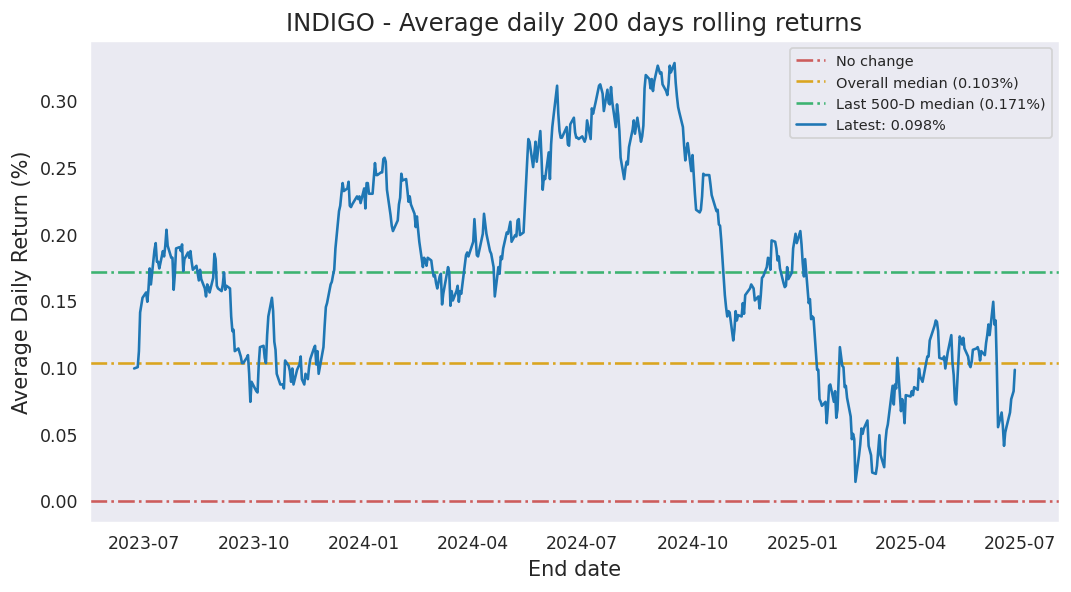 INDIGO - Average daily 200 days rolling returns
No change
Overall median (0.103%)
Last 500-D median (0.171%)
Latest: 0.098%
Average Daily Return (%)
0.30
0.25
0.20
0.15
0.10
0.05
0.00
2023-07 2023-10 2024-01 2024-04 2024-07 2024-10 2025-01 2025-04 2025-07
End date